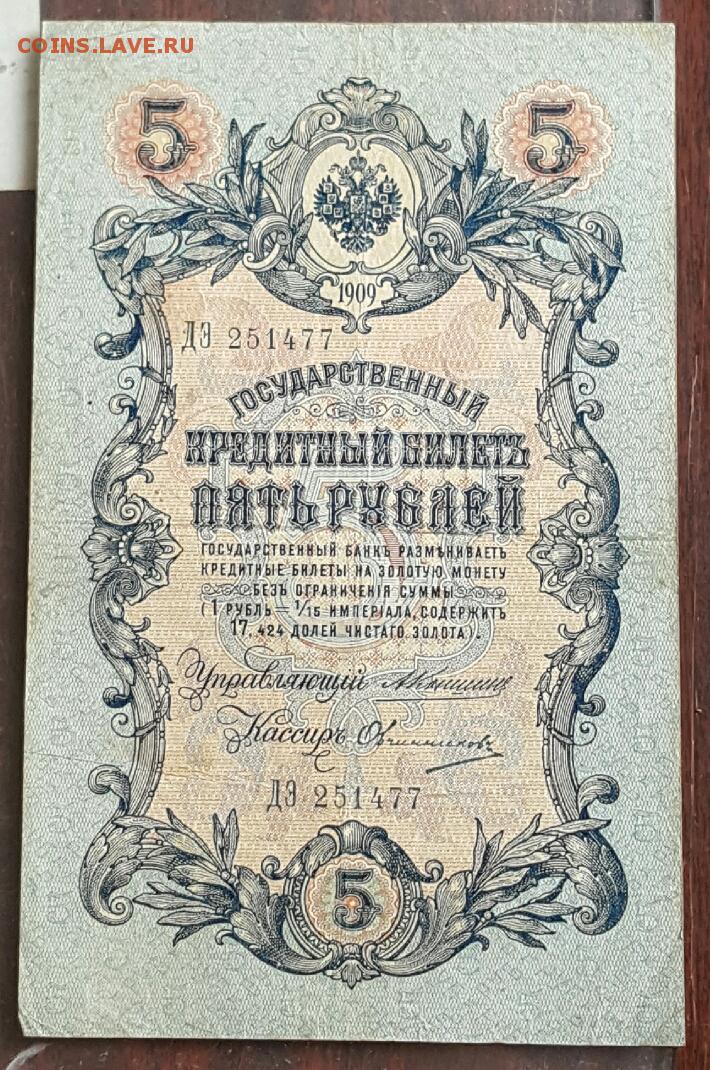 COINS.LAVE.RU
5 5
1909
ДЭ 251477
ГОСУДАРСТВЕННЫЙ
КРЕДИТНЫЙ БИЛЕТЪ
ПЯТЬ РУБЛЕЙ
ГОСУДАРСТВЕННЫЙ БАНКЪ РАЗМѢНИВАЕТЪ
КРЕДИТНЫЕ БИЛЕТЫ НА ЗОЛОТУЮ МОНЕТУ
БЕЗЪ ОГРАНИЧЕНІЯ СУММЫ
(1 РУБЛЬ — 1/15 ИМПЕРІАЛА, СОДЕРЖИТЪ
17,424 ДОЛЕЙ ЧИСТАГО ЗОЛОТА).
Управляющій
Кассиръ Овчинниковъ
ДЭ 251477
5